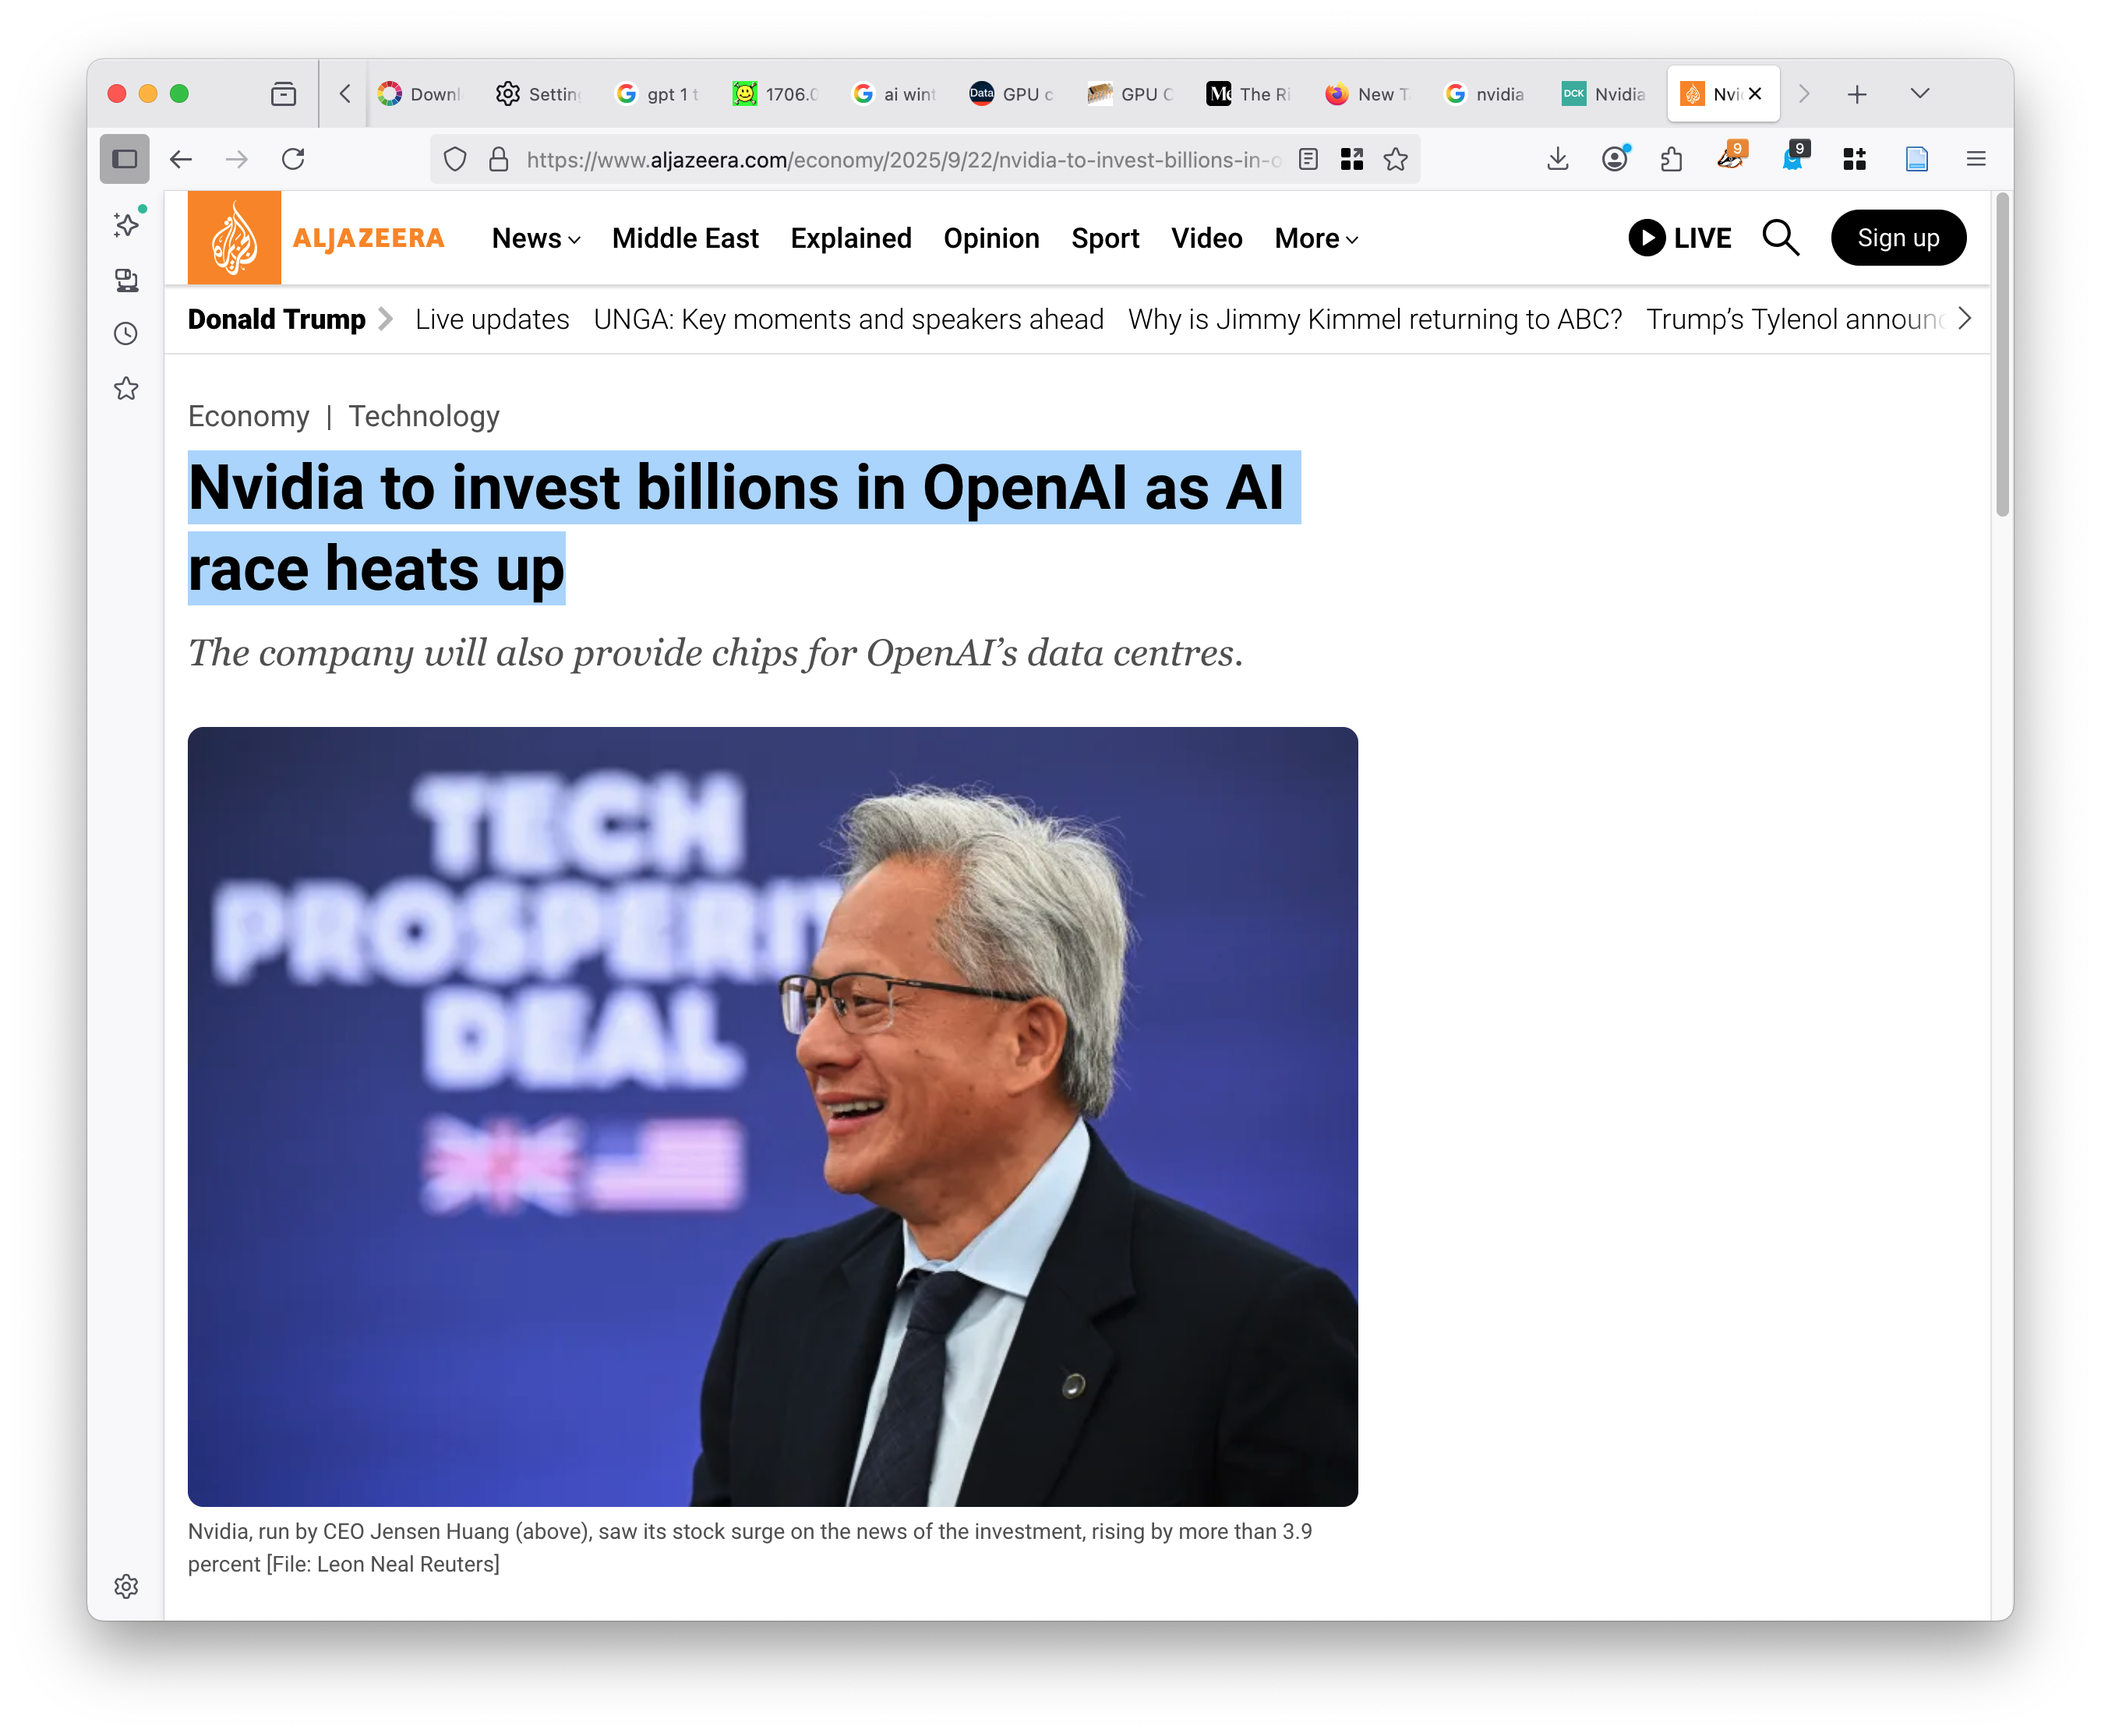 Downl
Settin
gpt 1 t
1706.0
ai wint
Data
GPU c
GPU C
The Ri
New T
nvidia
DCK
Nvidia
Nvi
https://www.aljazeera.com/economy/2025/9/22/nvidia-to-invest-billions-in-o
9
9
ALJAZEERA
News
Middle East
Explained
Opinion
Sport
Video
More
LIVE
Sign up
Donald Trump
Live updates
UNGA: Key moments and speakers ahead
Why is Jimmy Kimmel returning to ABC?
Trump's Tylenol announc
Economy | Technology
Nvidia to invest billions in OpenAI as AI
race heats up
The company will also provide chips for OpenAI's data centres.
TECH
PROSPERIT
DEAL
Nvidia, run by CEO Jensen Huang (above), saw its stock surge on the news of the investment, rising by more than 3.9
percent [File: Leon Neal Reuters]